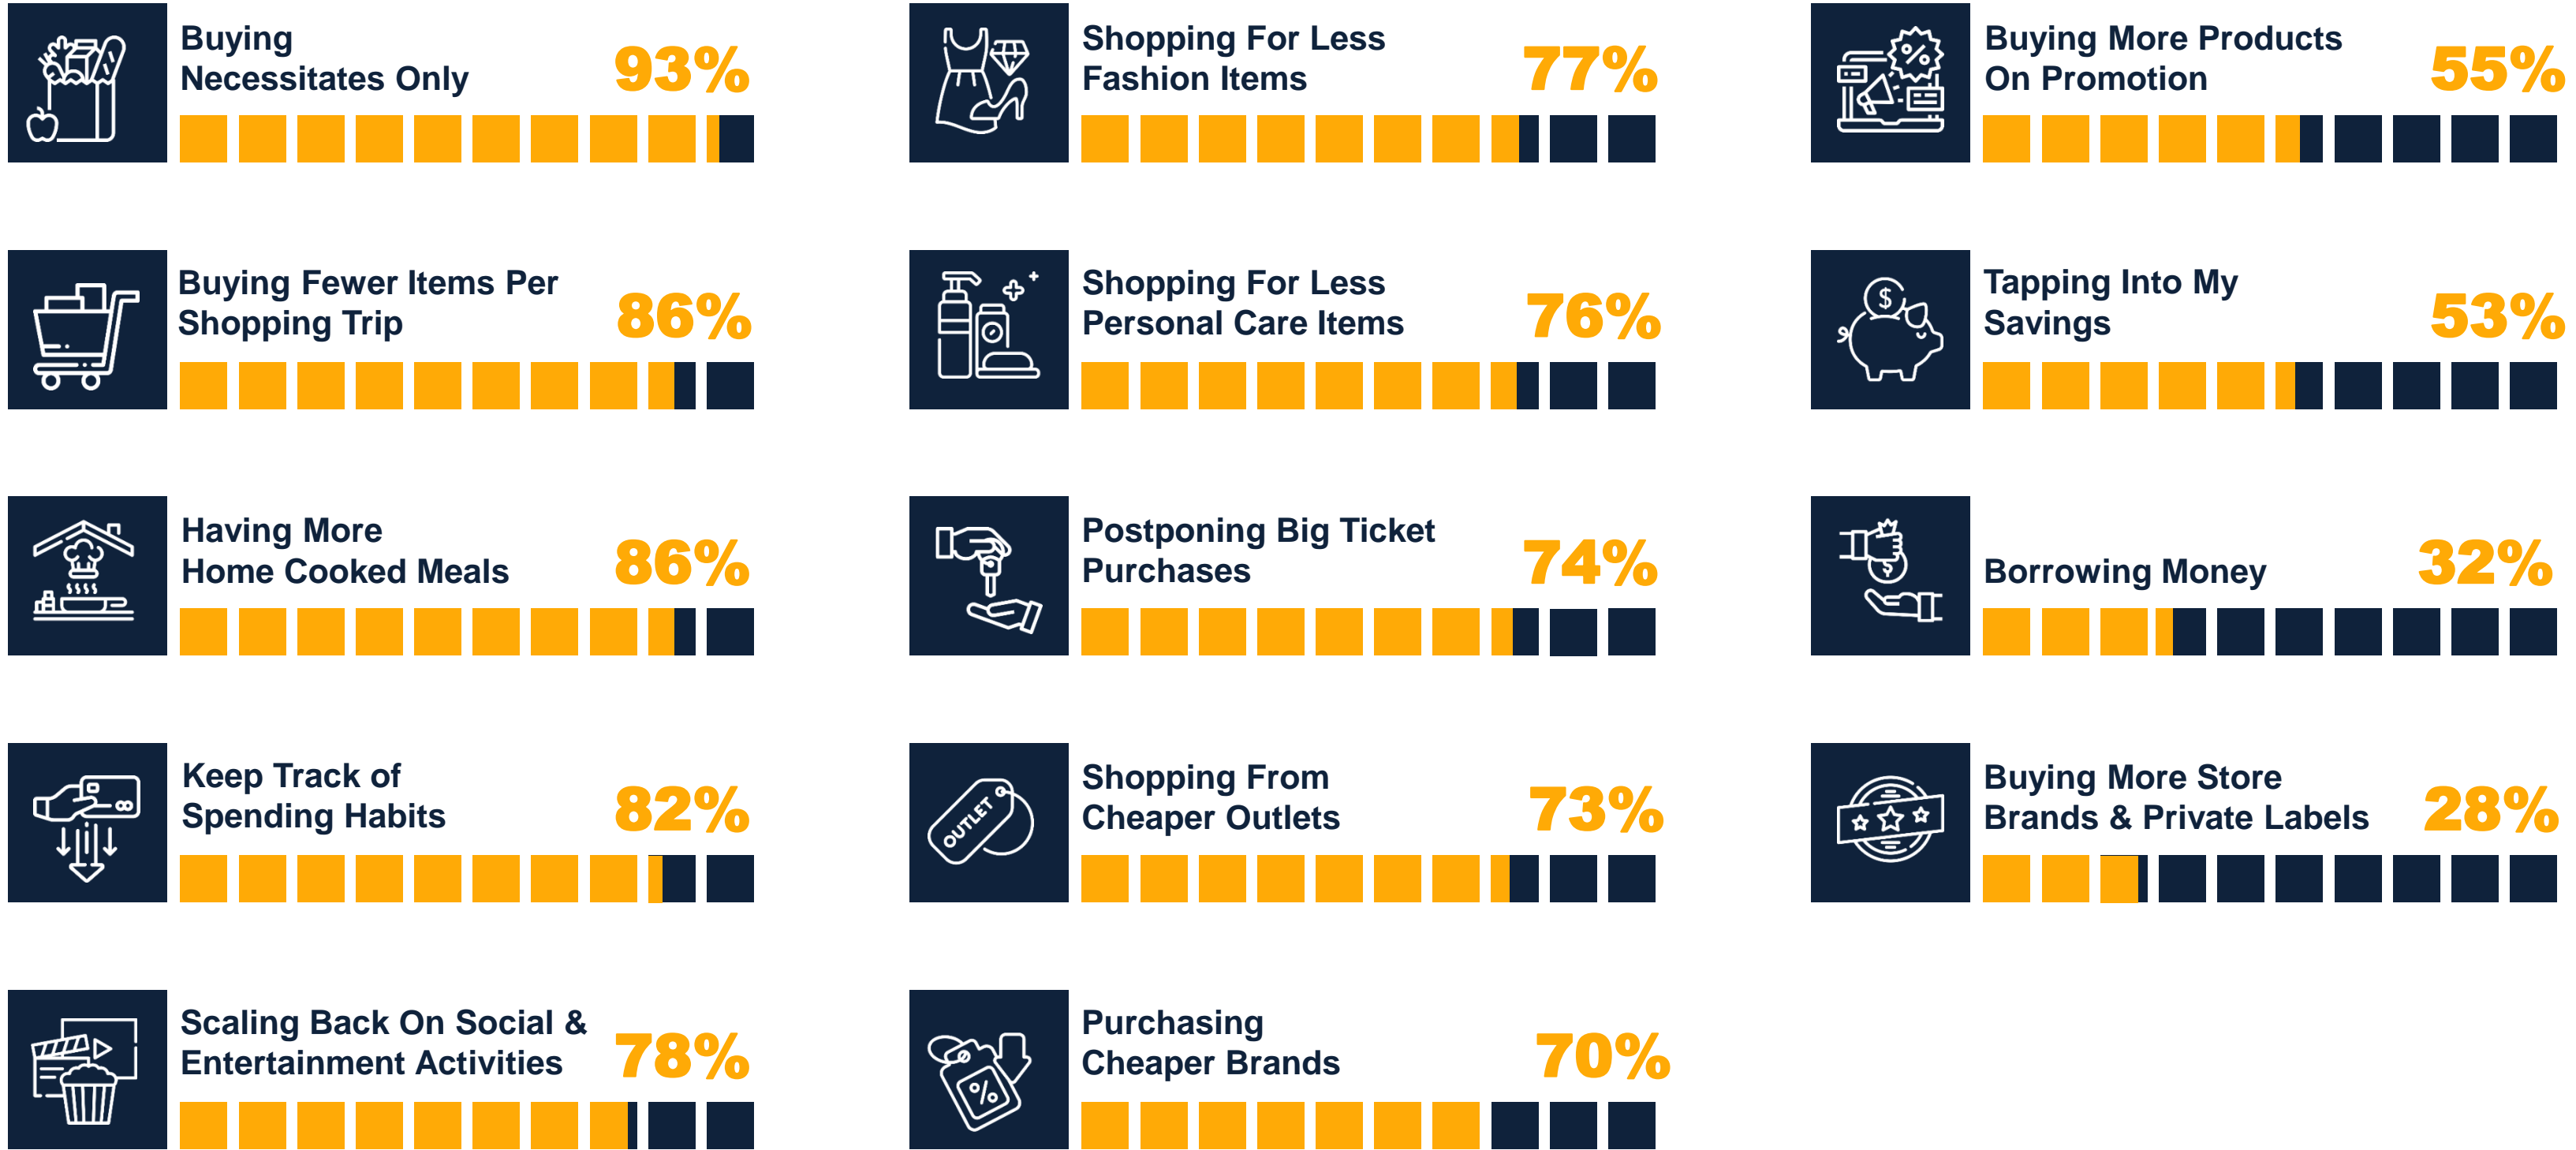 Buying
Necessitates Only
93%
Buying Fewer Items Per
Shopping Trip
86%
Having More
Home Cooked Meals
86%
Keep Track of
Spending Habits
82%
Scaling Back On Social &
Entertainment Activities
78%
Shopping For Less
Fashion Items
77%
Shopping For Less
Personal Care Items
76%
Postponing Big Ticket
Purchases
74%
OUTLET
Shopping From
Cheaper Outlets
73%
%
Purchasing
Cheaper Brands
70%
%
Buying More Products
On Promotion
55%
$
Tapping Into My
Savings
53%
$
Borrowing Money
32%
Buying More Store
Brands & Private Labels
28%